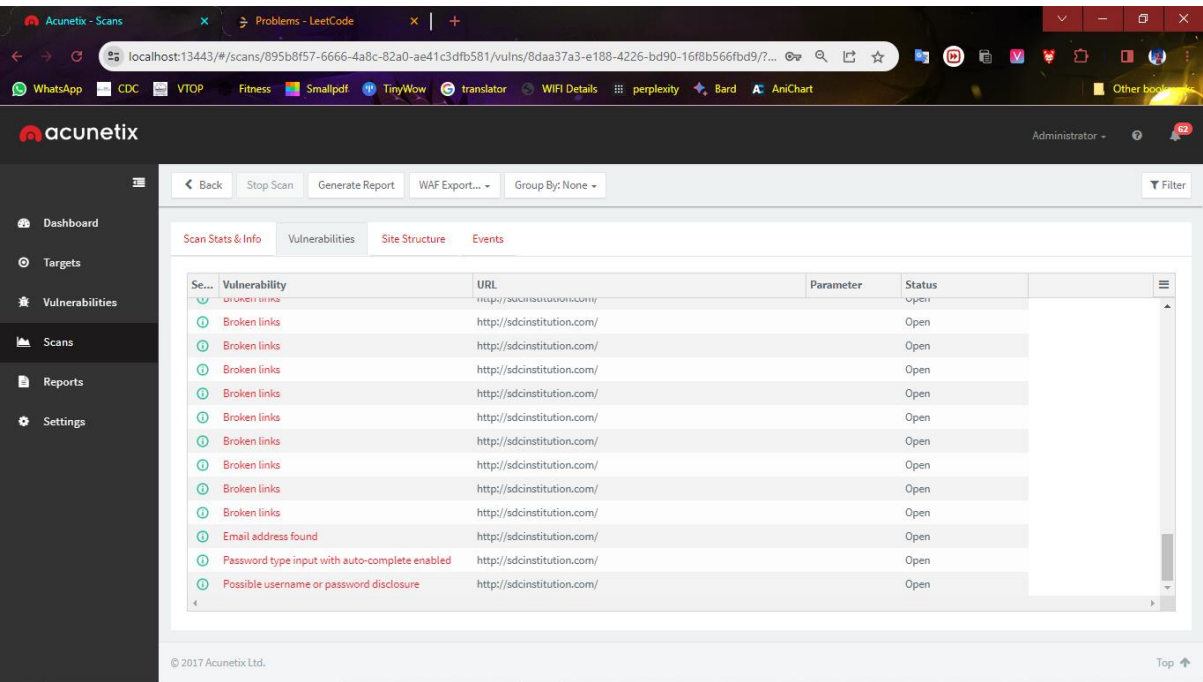 Acunetix - Scans
Problems - LeetCode
localhost:13443/#/scans/895b8f57-6666-4a8c-82a0-ae41c3dfb581/vulns/8daa37a3-e188-4226-bd90-16f8b566fbd9/?...
WhatsApp CDC VTOP Fitness Smallpdf TinyWow translator WIFI Details perplexity Bard AniChart Other bookmarks
acunetix
Administrator 62
Back Stop Scan Generate Report WAF Export... Group By: None Filter
Dashboard
Targets
Vulnerabilities
Scans
Reports
Settings
Scan Stats & Info Vulnerabilities Site Structure Events
Se... Vulnerability URL Parameter Status
Broken links http://sdcinstitution.com/ Open
Broken links http://sdcinstitution.com/ Open
Broken links http://sdcinstitution.com/ Open
Broken links http://sdcinstitution.com/ Open
Broken links http://sdcinstitution.com/ Open
Broken links http://sdcinstitution.com/ Open
Broken links http://sdcinstitution.com/ Open
Broken links http://sdcinstitution.com/ Open
Broken links http://sdcinstitution.com/ Open
Broken links http://sdcinstitution.com/ Open
Email address found http://sdcinstitution.com/ Open
Password type input with auto-complete enabled http://sdcinstitution.com/ Open
Possible username or password disclosure http://sdcinstitution.com/ Open
© 2017 Acunetix Ltd. Top